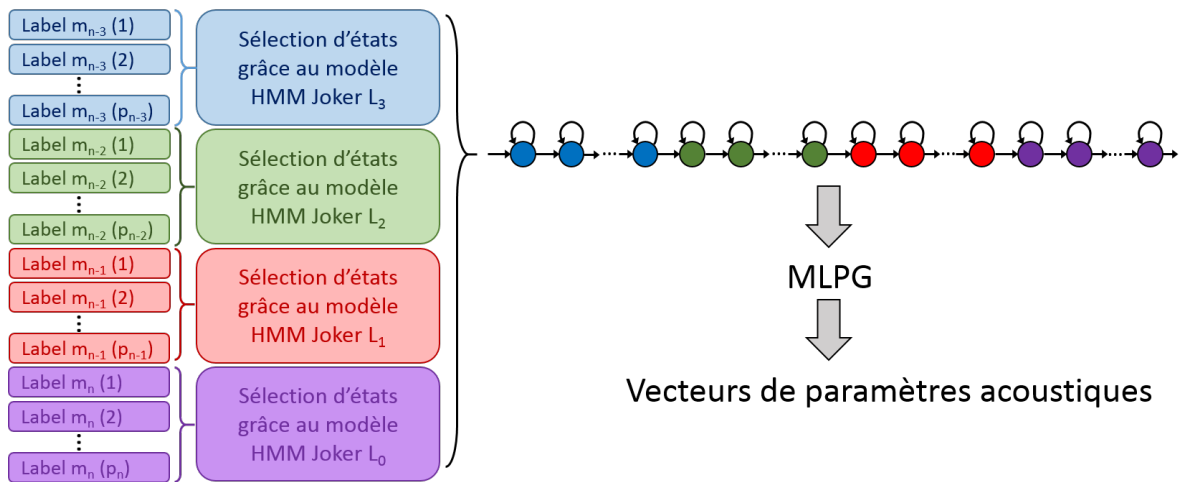 Label mₙ₋₃ (1)
Label mₙ₋₃ (2)
Label mₙ₋₃ (pₙ₋₃)
Sélection d'états
grâce au modèle
HMM Joker L₃
Label mₙ₋₂ (1)
Label mₙ₋₂ (2)
Label mₙ₋₂ (pₙ₋₂)
Sélection d'états
grâce au modèle
HMM Joker L₂
Label mₙ₋₁ (1)
Label mₙ₋₁ (2)
Label mₙ₋₁ (pₙ₋₁)
Sélection d'états
grâce au modèle
HMM Joker L₁
Label mₙ (1)
Label mₙ (2)
Label mₙ (pₙ)
Sélection d'états
grâce au modèle
HMM Joker L₀
MLPG
Vecteurs de paramètres acoustiques